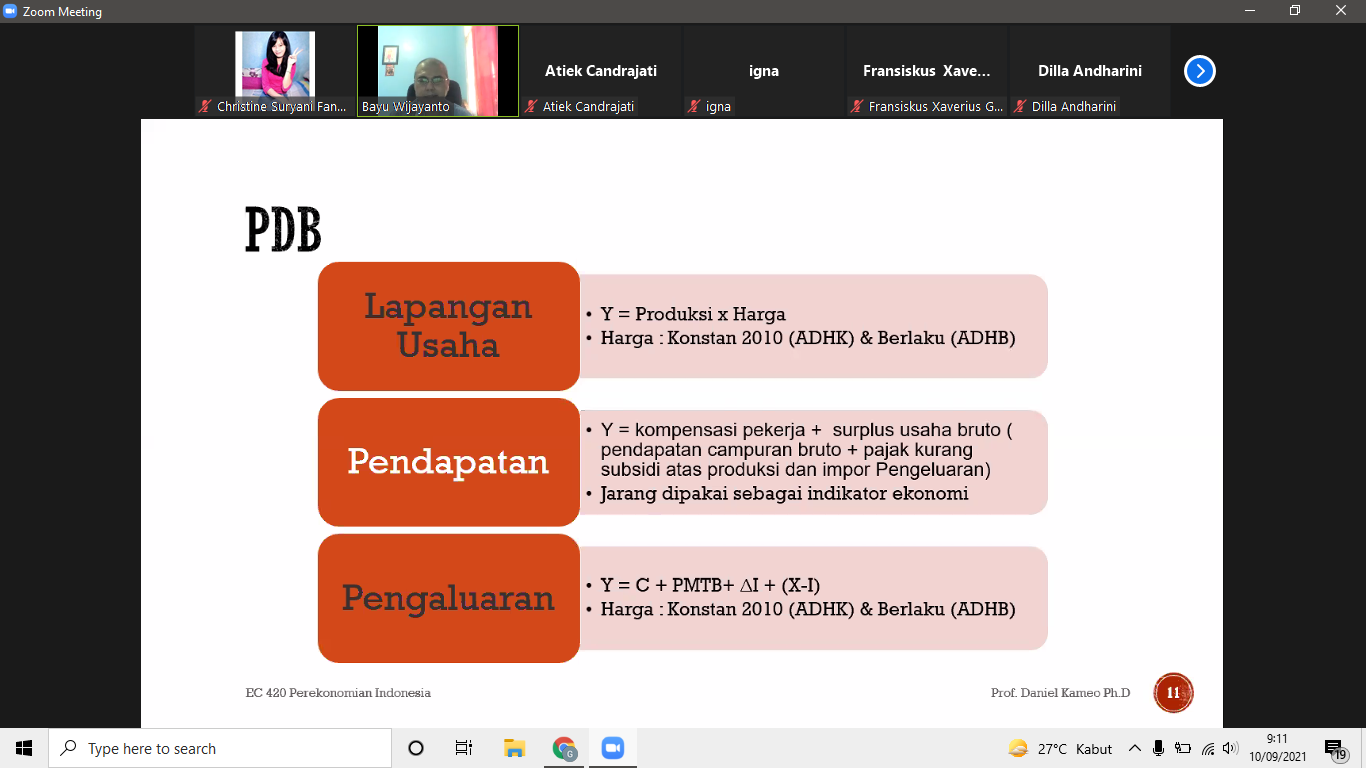 Zoom Meeting
Atiek Candrajati
igna
Fransiskus Xave...
Dilla Andharini
Christine Suryani Fan...
Bayu Wijayanto
Atiek Candrajati
igna
Fransiskus Xaverius G...
Dilla Andharini
PDB
Lapangan
Usaha
• Y = Produksi x Harga
• Harga : Konstan 2010 (ADHK) & Berlaku (ADHB)
Pendapatan
• Y = kompensasi pekerja + surplus usaha bruto (
pendapatan campuran bruto + pajak kurang
subsidi atas produksi dan impor Pengeluaran)
• Jarang dipakai sebagai indikator ekonomi
Pengaluaran
• Y = C + PMTB+ ∆I + (X-I)
• Harga : Konstan 2010 (ADHK) & Berlaku (ADHB)
EC 420 Perekonomian Indonesia
Prof. Daniel Kameo Ph.D
11
Type here to search
G
27°C Kabut
9:11
10/09/2021
19